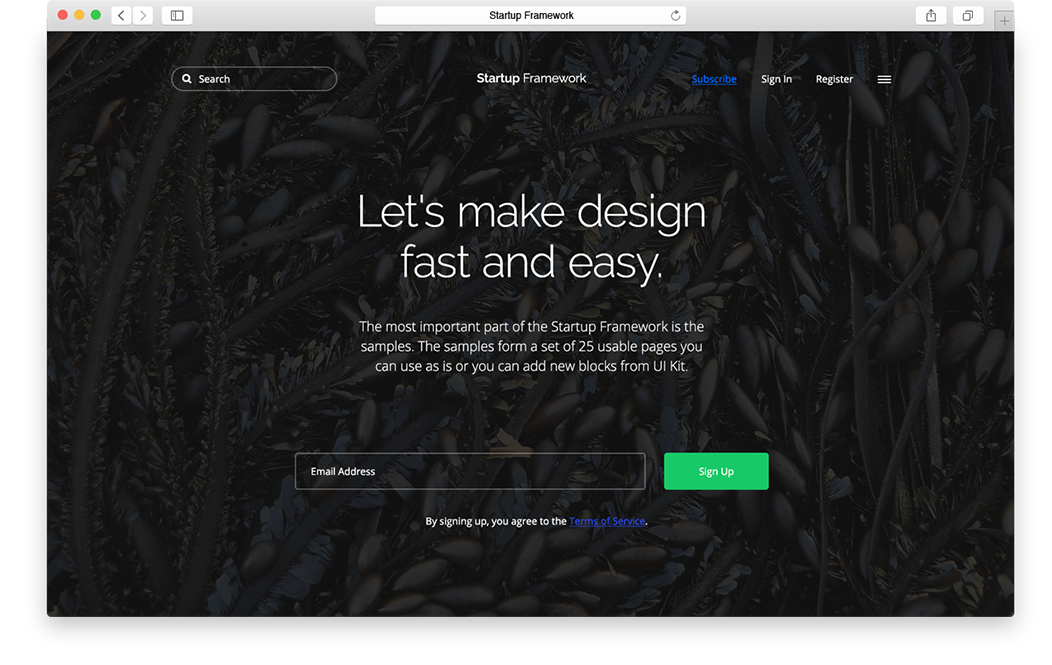 Startup Framework
Search
Startup Framework
Subscribe
Sign In
Register
Let's make design
fast and easy.
The most important part of the Startup Framework is the
samples. The samples form a set of 25 usable pages you
can use as is or you can add new blocks from UI Kit.
Email Address
Sign Up
By signing up, you agree to the Terms of Service.